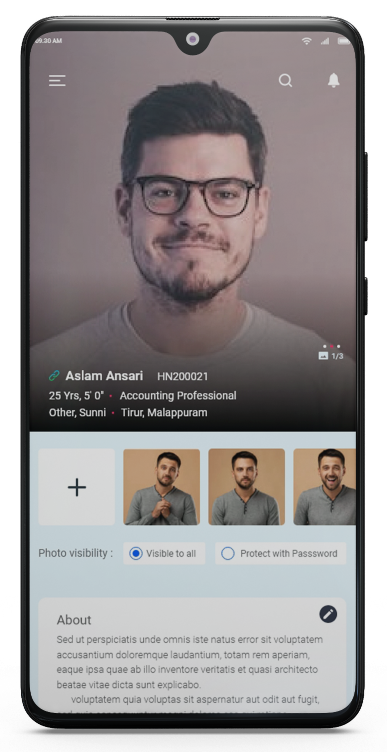 09:30 AM
1/3
Aslam Ansari HN200021
25 Yrs, 5' 0" • Accounting Professional
Other, Sunni • Tirur, Malappuram
Photo visibility : Visible to all Protect with Passsword
About
Sed ut perspiciatis unde omnis iste natus error sit voluptatem
accusantium doloremque laudantium, totam rem aperiam,
eaque ipsa quae ab illo inventore veritatis et quasi architecto
beatae vitae dicta sunt explicabo.
voluptatem quia voluptas sit aspernatur aut odit aut fugit,